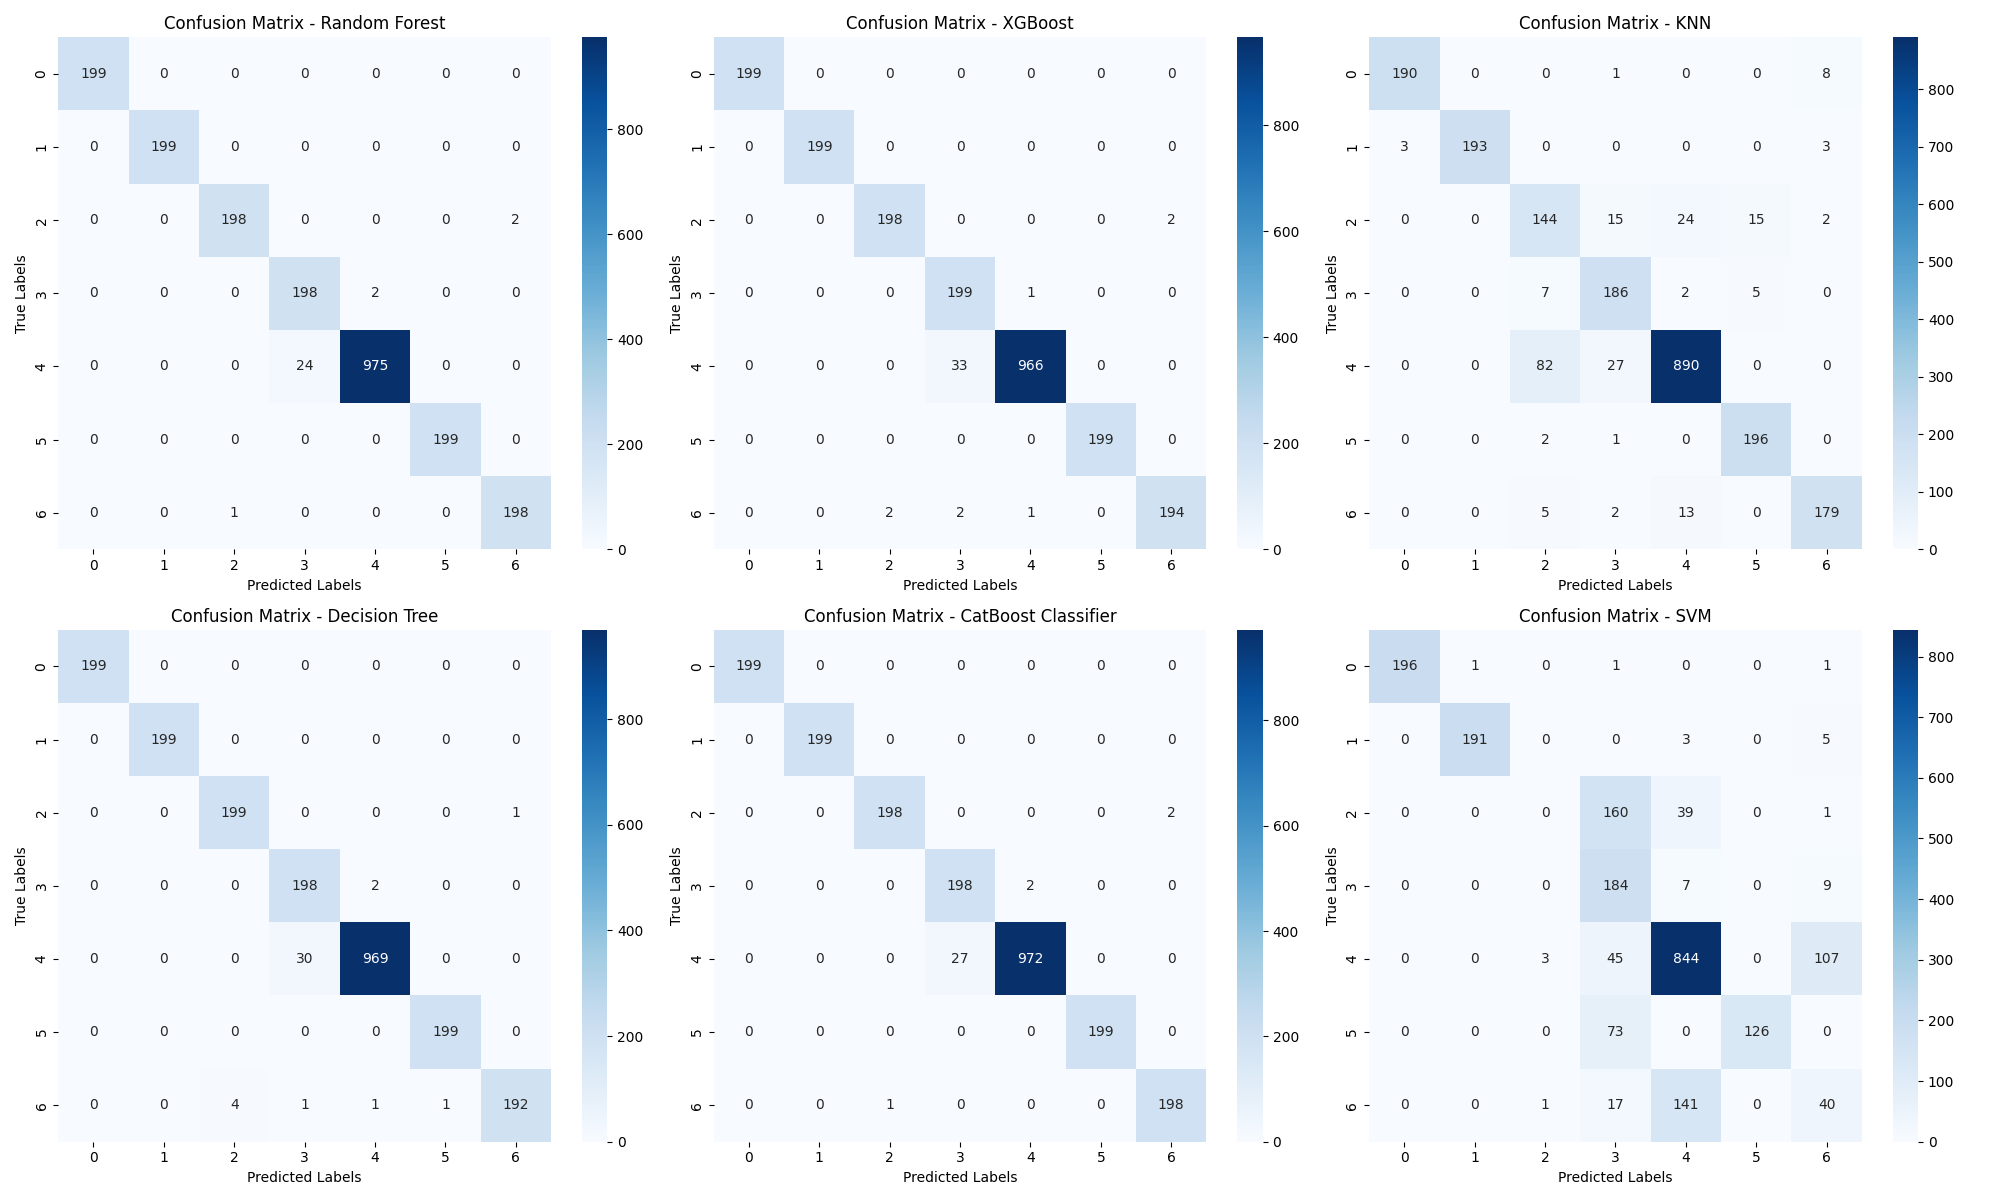 Confusion Matrix - Random Forest
True Labels
0 199 0 0 0 0 0 0
1 0 199 0 0 0 0 0
2 0 0 198 0 0 0 2
3 0 0 0 198 2 0 0
4 0 0 0 24 975 0 0
5 0 0 0 0 0 199 0
6 0 0 1 0 0 0 198
0 1 2 3 4 5 6
Predicted Labels
800
600
400
200
0
Confusion Matrix - XGBoost
True Labels
0 199 0 0 0 0 0 0
1 0 199 0 0 0 0 0
2 0 0 198 0 0 0 2
3 0 0 0 199 1 0 0
4 0 0 0 33 966 0 0
5 0 0 0 0 0 199 0
6 0 0 2 2 1 0 194
0 1 2 3 4 5 6
Predicted Labels
800
600
400
200
0
Confusion Matrix - KNN
True Labels
0 190 0 0 1 0 0 8
1 3 193 0 0 0 0 3
2 0 0 144 15 24 15 2
3 0 0 7 186 2 5 0
4 0 0 82 27 890 0 0
5 0 0 2 1 0 196 0
6 0 0 5 2 13 0 179
0 1 2 3 4 5 6
Predicted Labels
800
700
600
500
400
300
200
100
0
Confusion Matrix - Decision Tree
True Labels
0 199 0 0 0 0 0 0
1 0 199 0 0 0 0 0
2 0 0 199 0 0 0 1
3 0 0 0 198 2 0 0
4 0 0 0 30 969 0 0
5 0 0 0 0 0 199 0
6 0 0 4 1 1 1 192
0 1 2 3 4 5 6
Predicted Labels
800
600
400
200
0
Confusion Matrix - CatBoost Classifier
True Labels
0 199 0 0 0 0 0 0
1 0 199 0 0 0 0 0
2 0 0 198 0 0 0 2
3 0 0 0 198 2 0 0
4 0 0 0 27 972 0 0
5 0 0 0 0 0 199 0
6 0 0 1 0 0 0 198
0 1 2 3 4 5 6
Predicted Labels
800
600
400
200
0
Confusion Matrix - SVM
True Labels
0 196 1 0 1 0 0 1
1 0 191 0 0 3 0 5
2 0 0 0 160 39 0 1
3 0 0 0 184 7 0 9
4 0 0 3 45 844 0 107
5 0 0 0 73 0 126 0
6 0 0 1 17 141 0 40
0 1 2 3 4 5 6
Predicted Labels
800
700
600
500
400
300
200
100
0